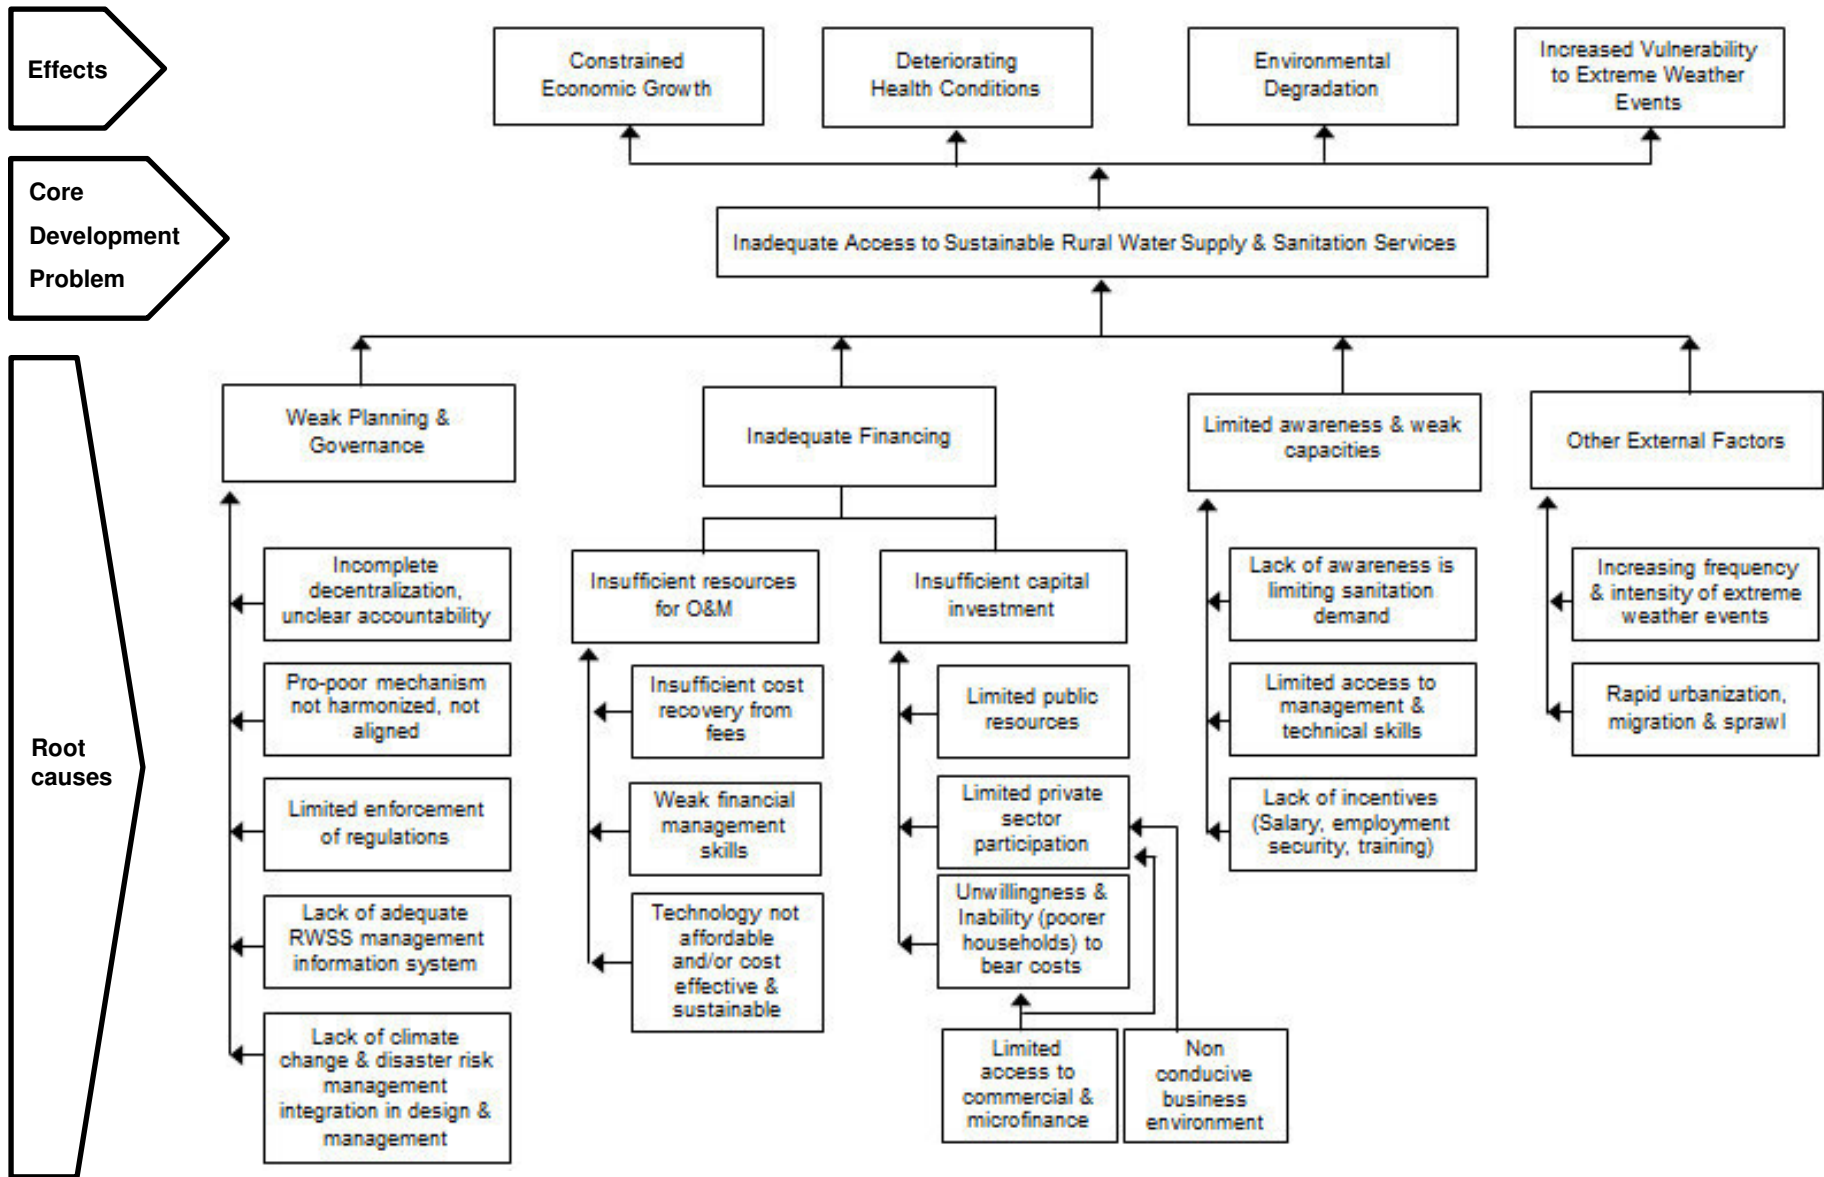 Effects
Constrained
Economic Growth
Deteriorating
Health Conditions
Environmental
Degradation
Increased Vulnerability
to Extreme Weather
Events
Core
Development
Problem
Inadequate Access to Sustainable Rural Water Supply & Sanitation Services
Root
causes
Weak Planning &
Governance
Incomplete
decentralization,
unclear accountability
Pro-poor mechanism
not harmonized, not
aligned
Limited enforcement
of regulations
Lack of adequate
RWSS management
information system
Lack of climate
change & disaster risk
management
integration in design &
management
Inadequate Financing
Insufficient resources
for O&M
Insufficient cost
recovery from
fees
Weak financial
management
skills
Technology not
affordable
and/or cost
effective &
sustainable
Insufficient capital
investment
Limited public
resources
Limited private
sector
participation
Unwillingness &
Inability (poorer
households) to
bear costs
Limited
access to
commercial &
microfinance
Non
conducive
business
environment
Limited awareness & weak
capacities
Lack of awareness is
limiting sanitation
demand
Limited access to
management &
technical skills
Lack of incentives
(Salary, employment
security, training)
Other External Factors
Increasing frequency
& intensity of extreme
weather events
Rapid urbanization,
migration & sprawl